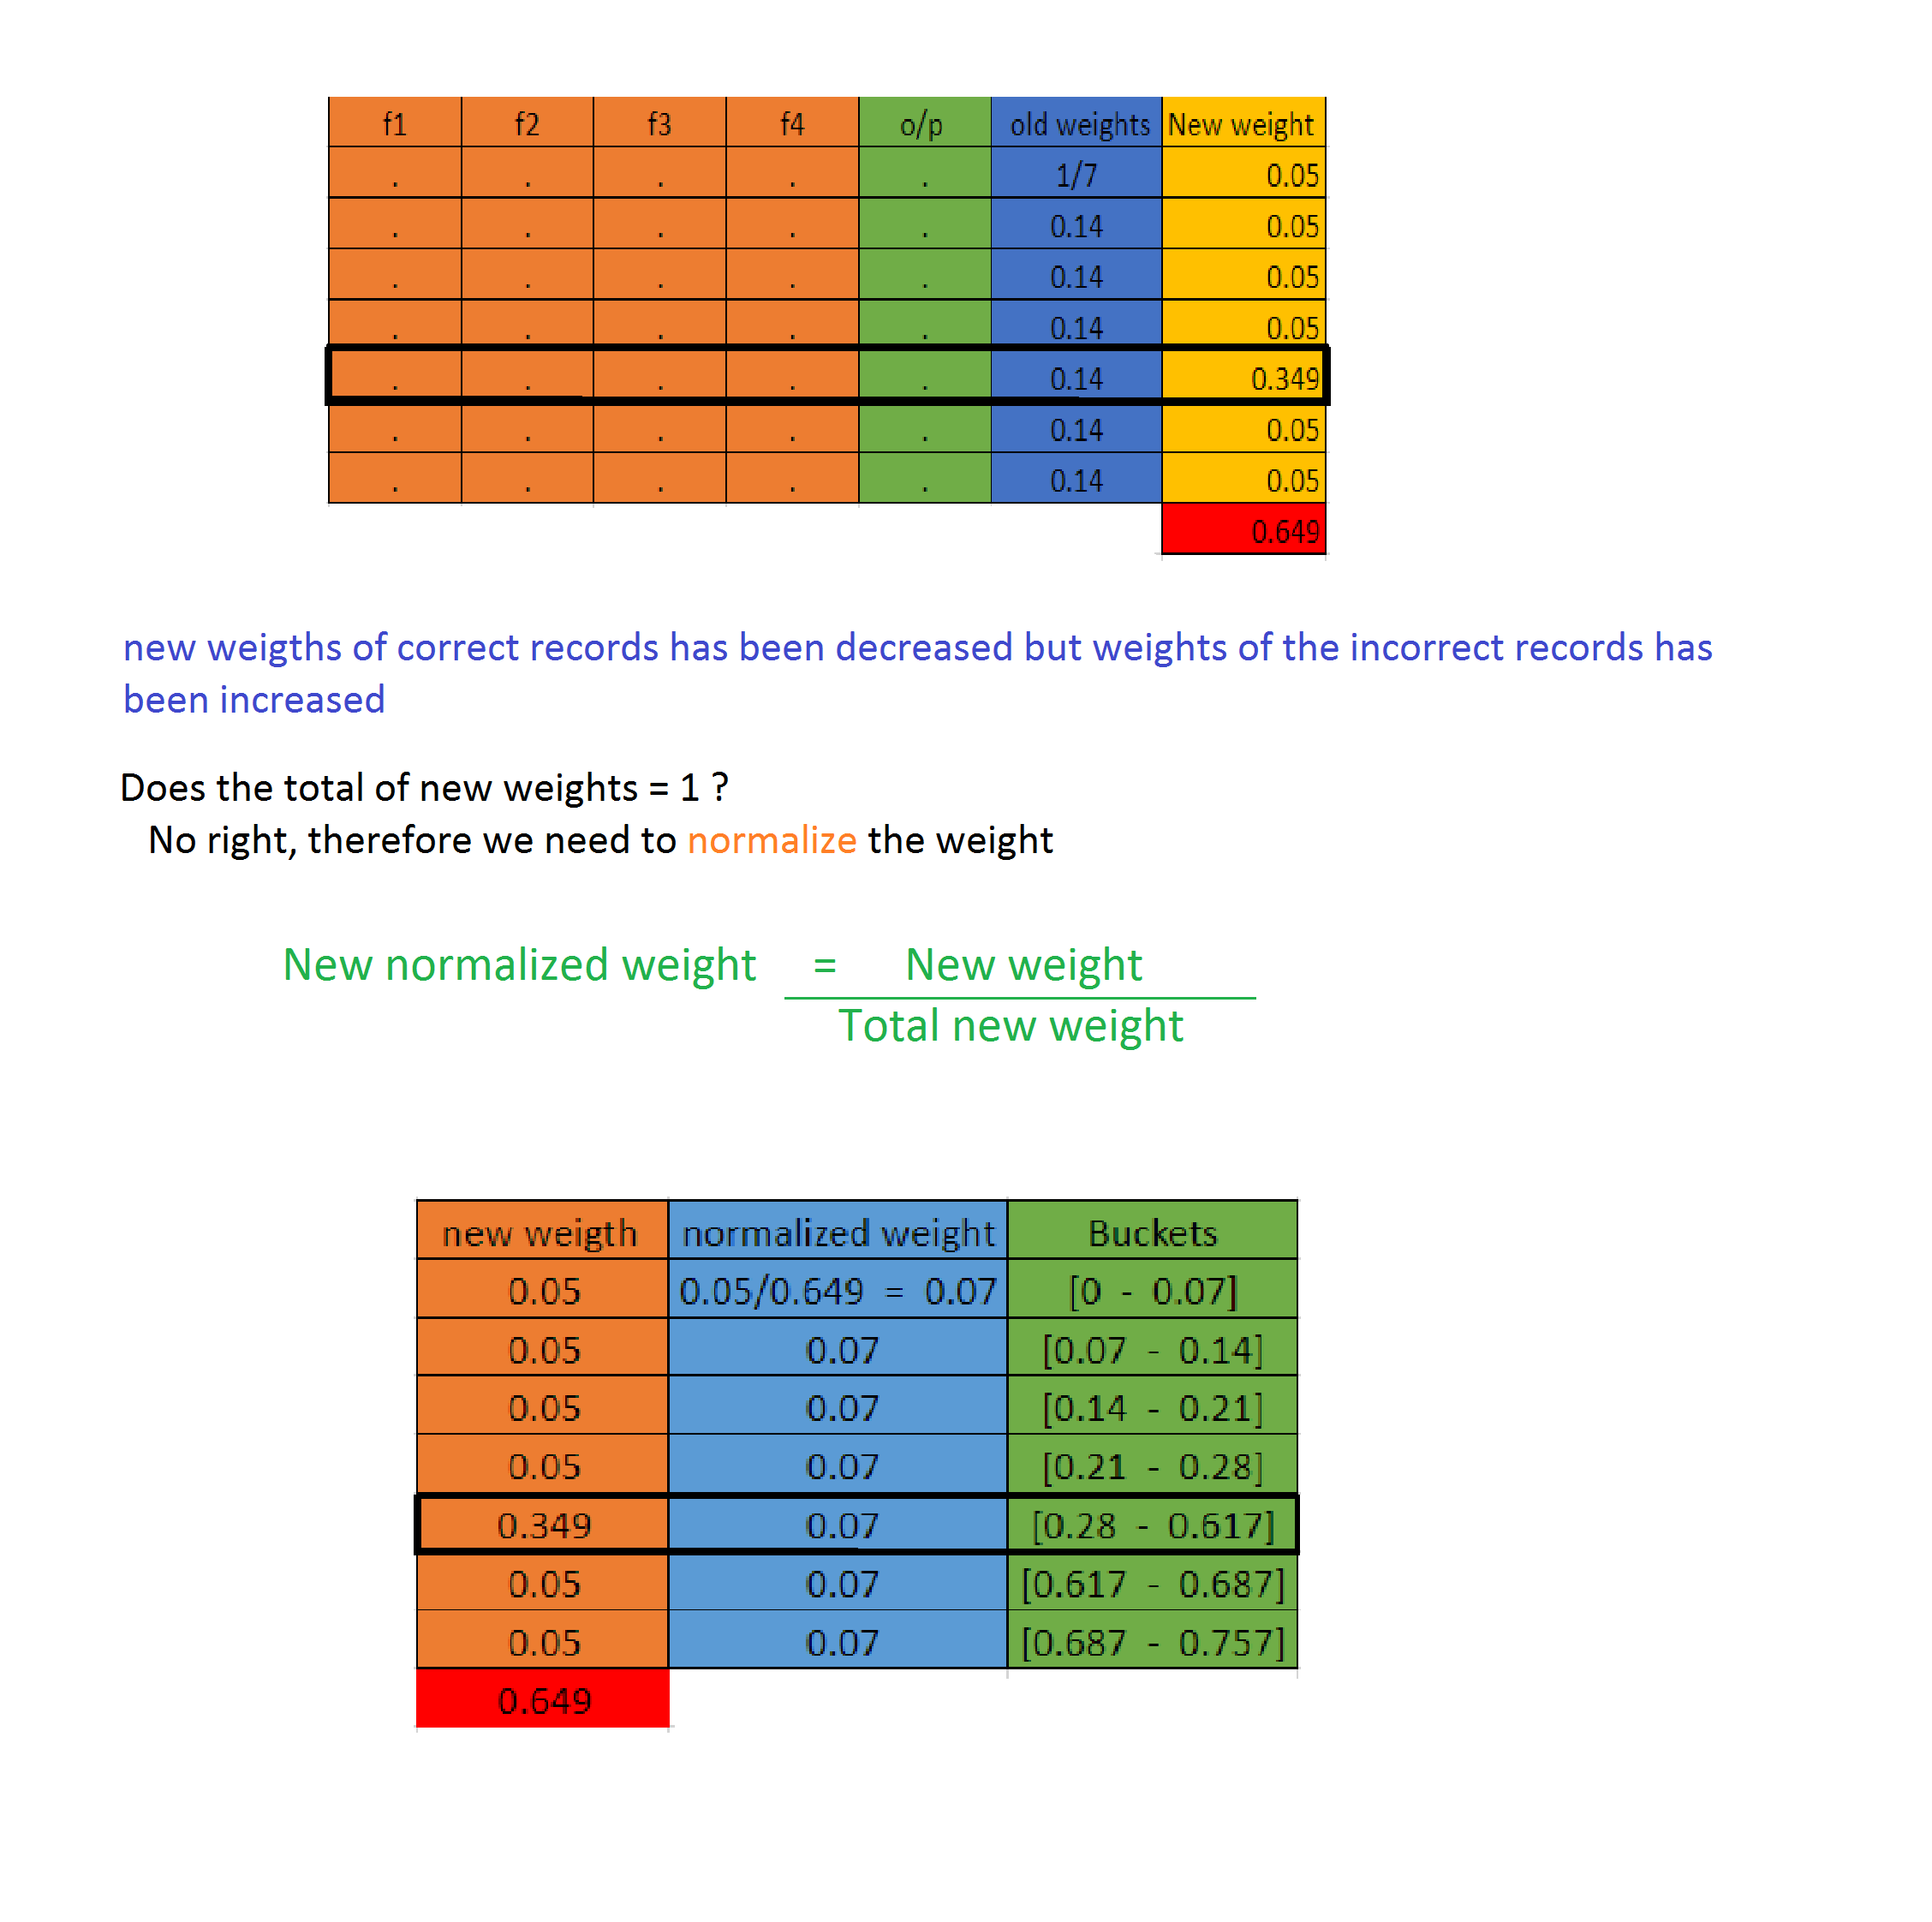 f1 f2 f3 f4 o/p old weights New weight
. . . . . 1/7 0.05
. . . . . 0.14 0.05
. . . . . 0.14 0.05
. . . . . 0.14 0.05
. . . . . 0.14 0.349
. . . . . 0.14 0.05
. . . . . 0.14 0.05
0.649
new weigths of correct records has been decreased but weights of the incorrect records has
been increased
Does the total of new weights = 1 ?
No right, therefore we need to normalize the weight
New normalized weight = New weight
Total new weight
new weigth normalized weight Buckets
0.05 0.05/0.649 = 0.07 [0 - 0.07]
0.05 0.07 [0.07 - 0.14]
0.05 0.07 [0.14 - 0.21]
0.05 0.07 [0.21 - 0.28]
0.349 0.07 [0.28 - 0.617]
0.05 0.07 [0.617 - 0.687]
0.05 0.07 [0.687 - 0.757]
0.649